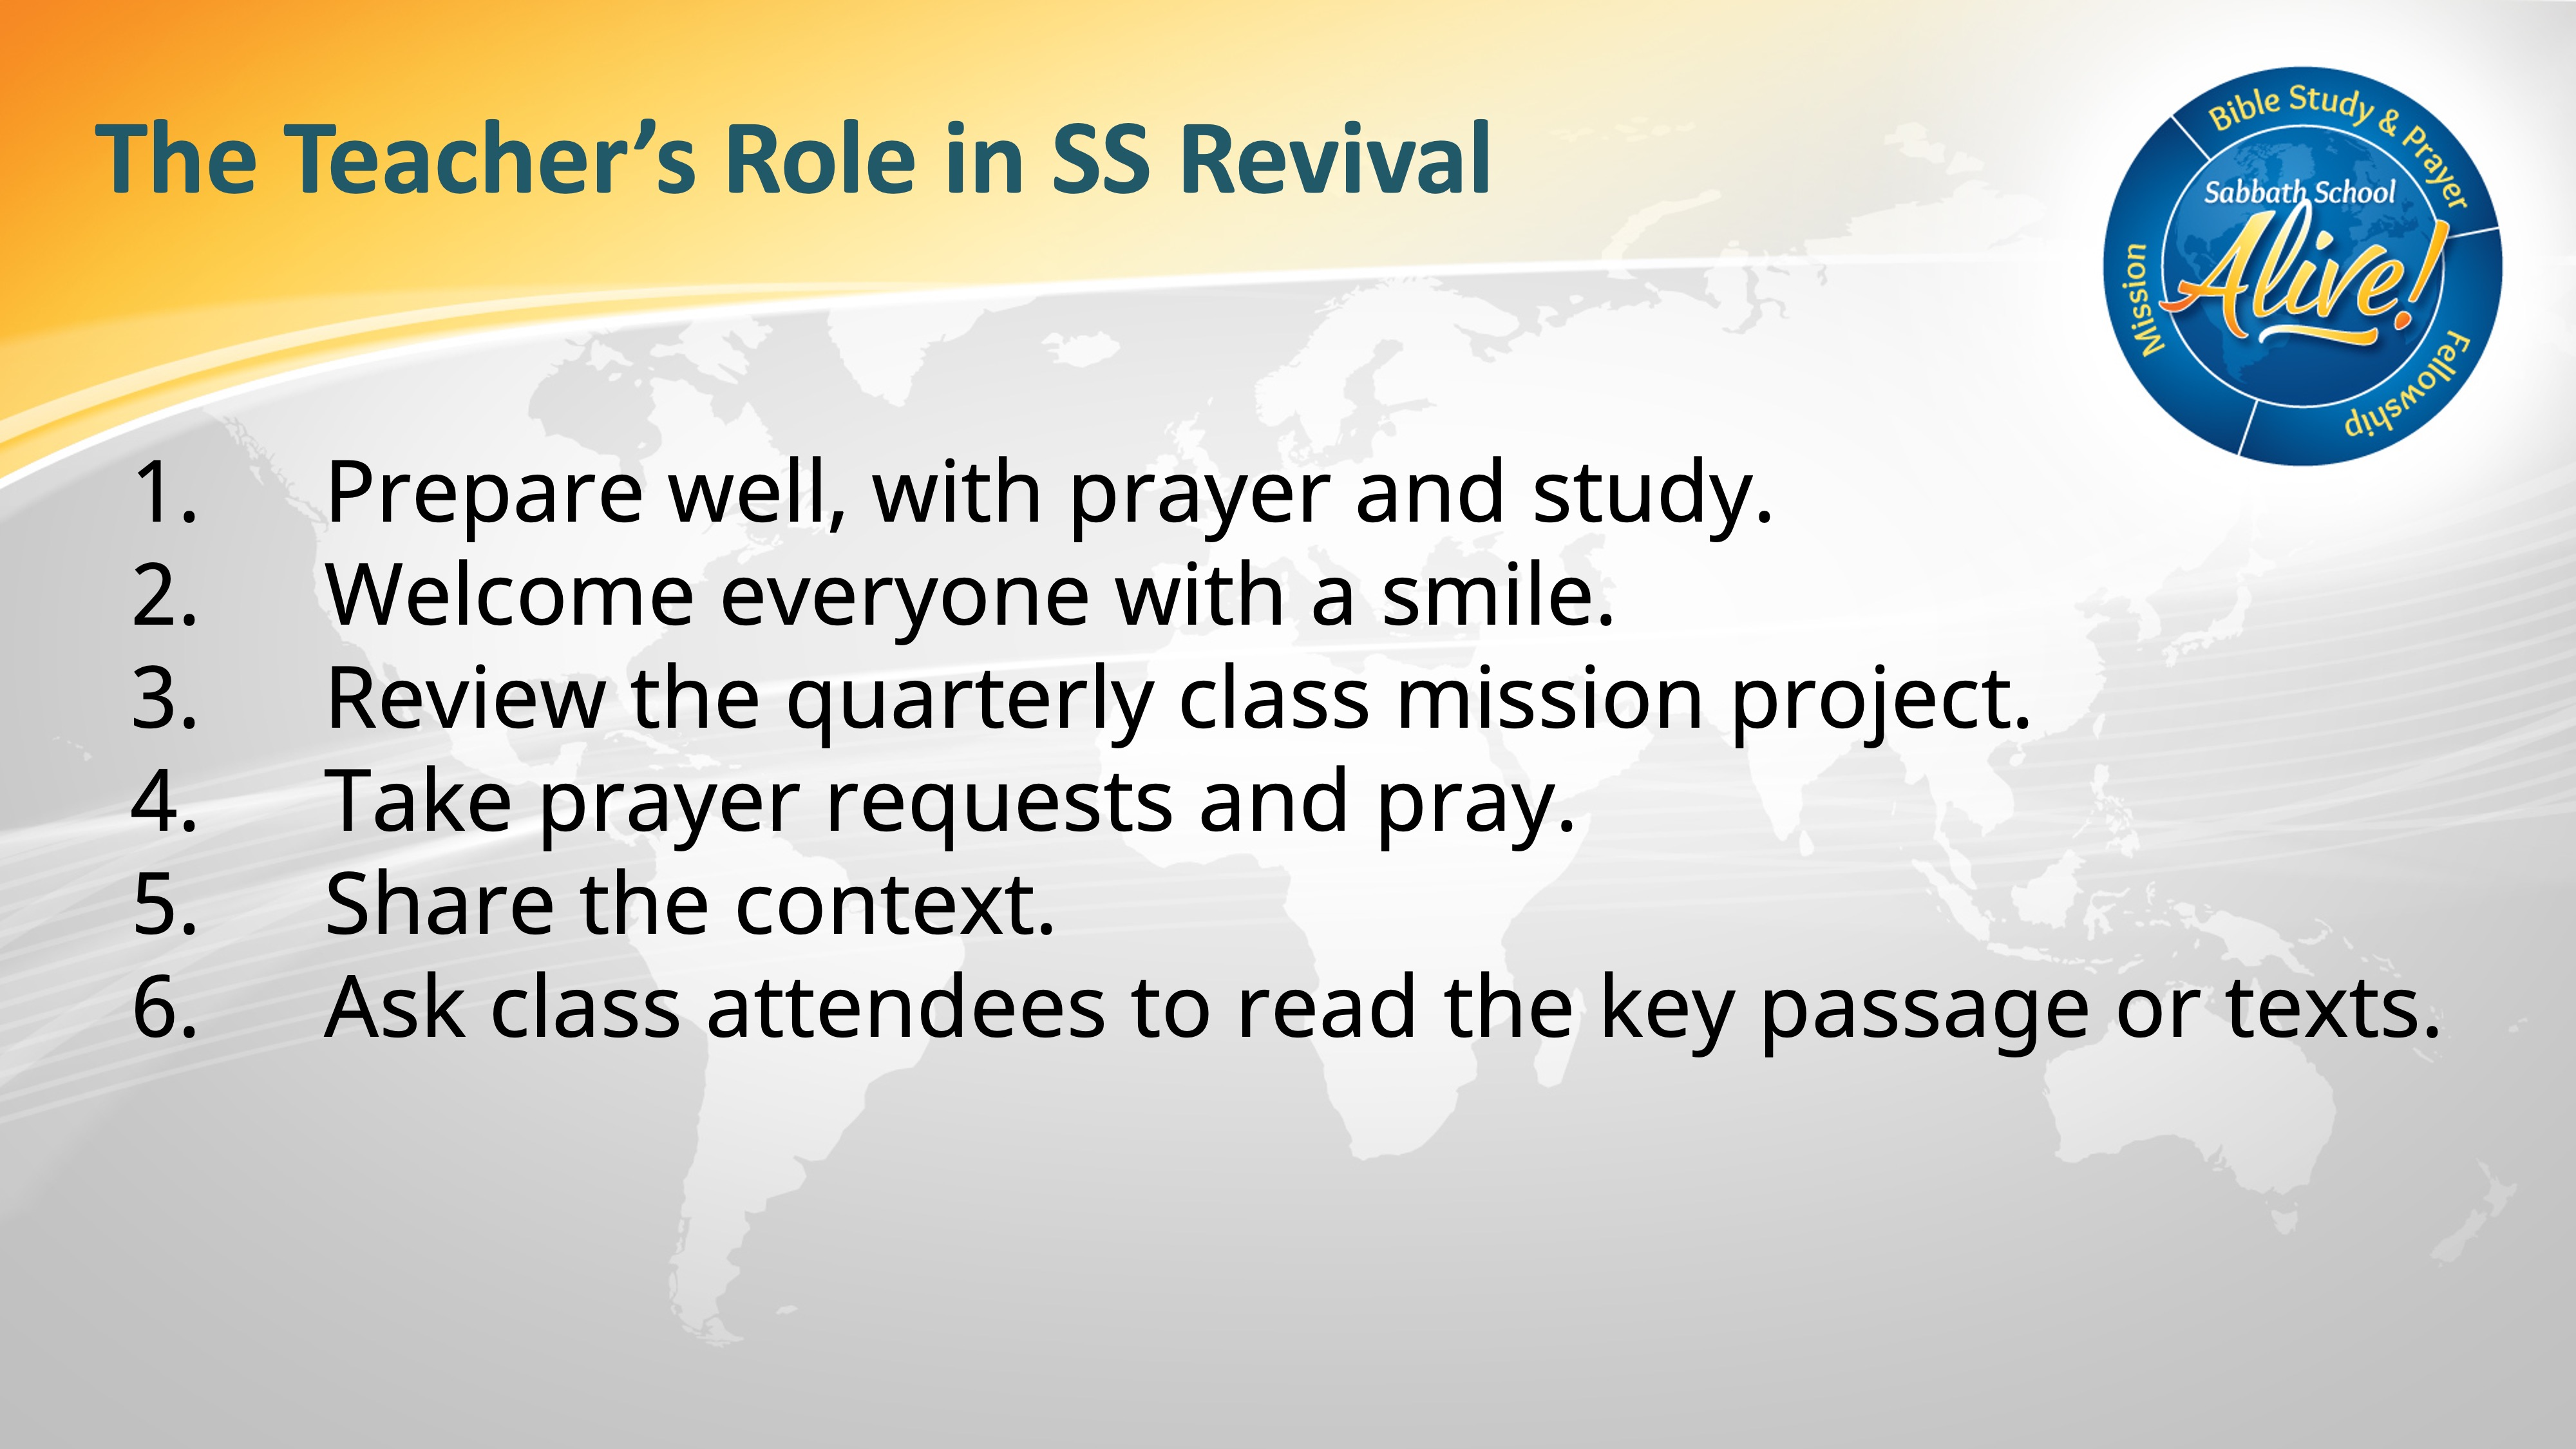 The Teacher’s Role in SS Revival
Bible Study & Prayer
Sabbath School
Alive!
Mission
Fellowship
1. Prepare well, with prayer and study.
2. Welcome everyone with a smile.
3. Review the quarterly class mission project.
4. Take prayer requests and pray.
5. Share the context.
6. Ask class attendees to read the key passage or texts.